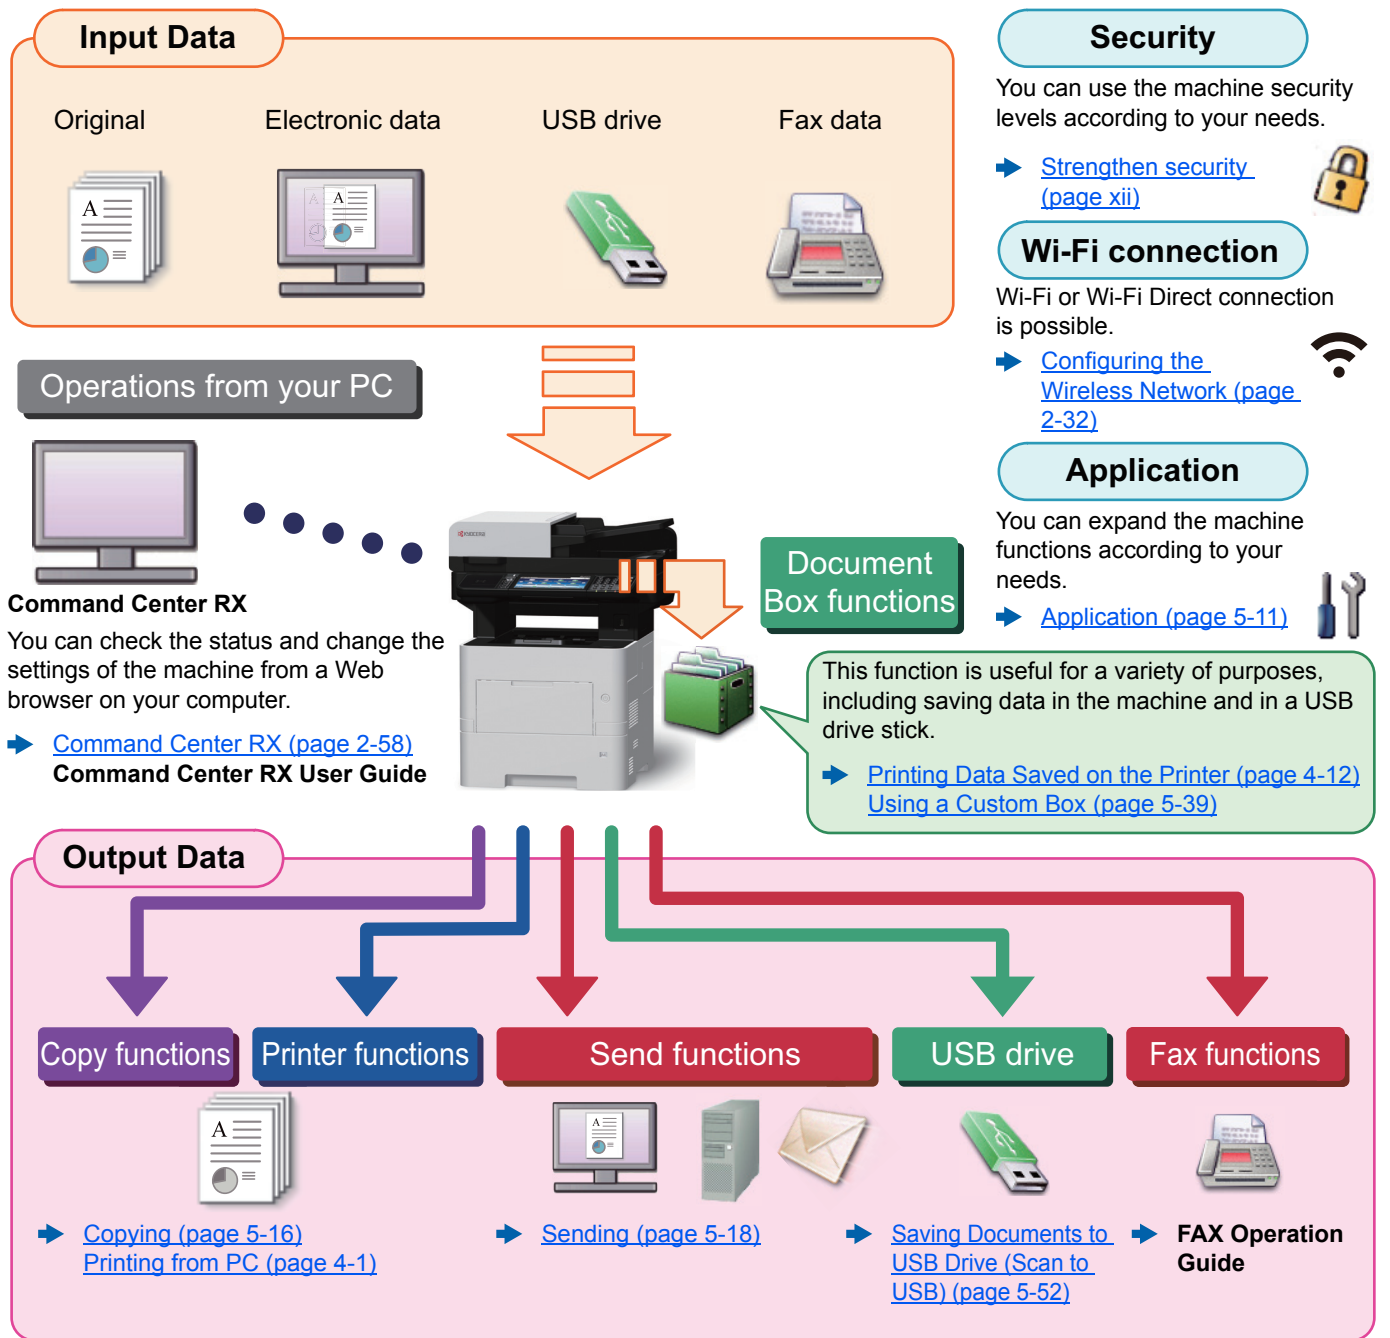 Input Data
Original
Electronic data
USB drive
Fax data
Security
You can use the machine security
levels according to your needs.
Strengthen security
(page xii)
Wi-Fi connection
Wi-Fi or Wi-Fi Direct connection
is possible.
Configuring the
Wireless Network (page
2-32)
Application
You can expand the machine
functions according to your
needs.
Application (page 5-11)
Operations from your PC
Command Center RX
You can check the status and change the
settings of the machine from a Web
browser on your computer.
Command Center RX (page 2-58)
Command Center RX User Guide
KYOCERA
Document
Box functions
This function is useful for a variety of purposes,
including saving data in the machine and in a USB
drive stick.
Printing Data Saved on the Printer (page 4-12)
Using a Custom Box (page 5-39)
Output Data
Copy functions
Printer functions
Send functions
USB drive
Fax functions
A
A
A
A
Copying (page 5-16)
Printing from PC (page 4-1)
Sending (page 5-18)
Saving Documents to
USB Drive (Scan to
USB) (page 5-52)
FAX Operation
Guide